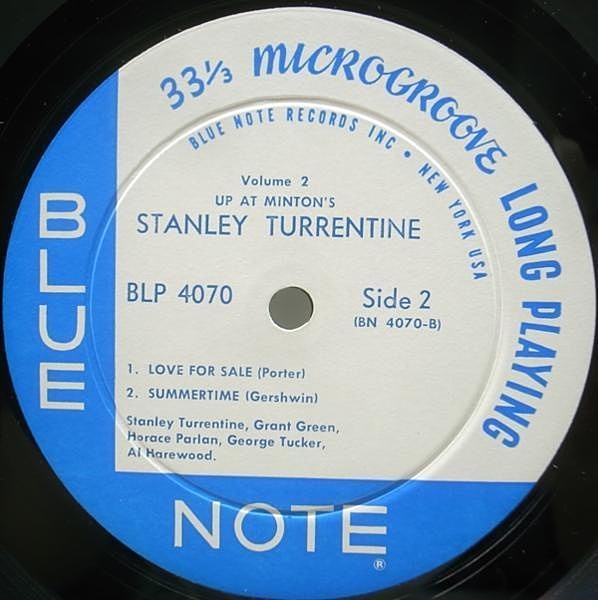 33⅓ MICROGROOVE LONG PLAYING
BLUE NOTE RECORDS INC • NEW YORK USA
Volume 2
UP AT MINTON'S
STANLEY TURRENTINE
BLP 4070
Side 2
(BN 4070-B)
1. LOVE FOR SALE (Porter)
2. SUMMERTIME (Gershwin)
Stanley Turrentine, Grant Green,
Horace Parlan, George Tucker,
Al Harewood.
BLUE
NOTE®